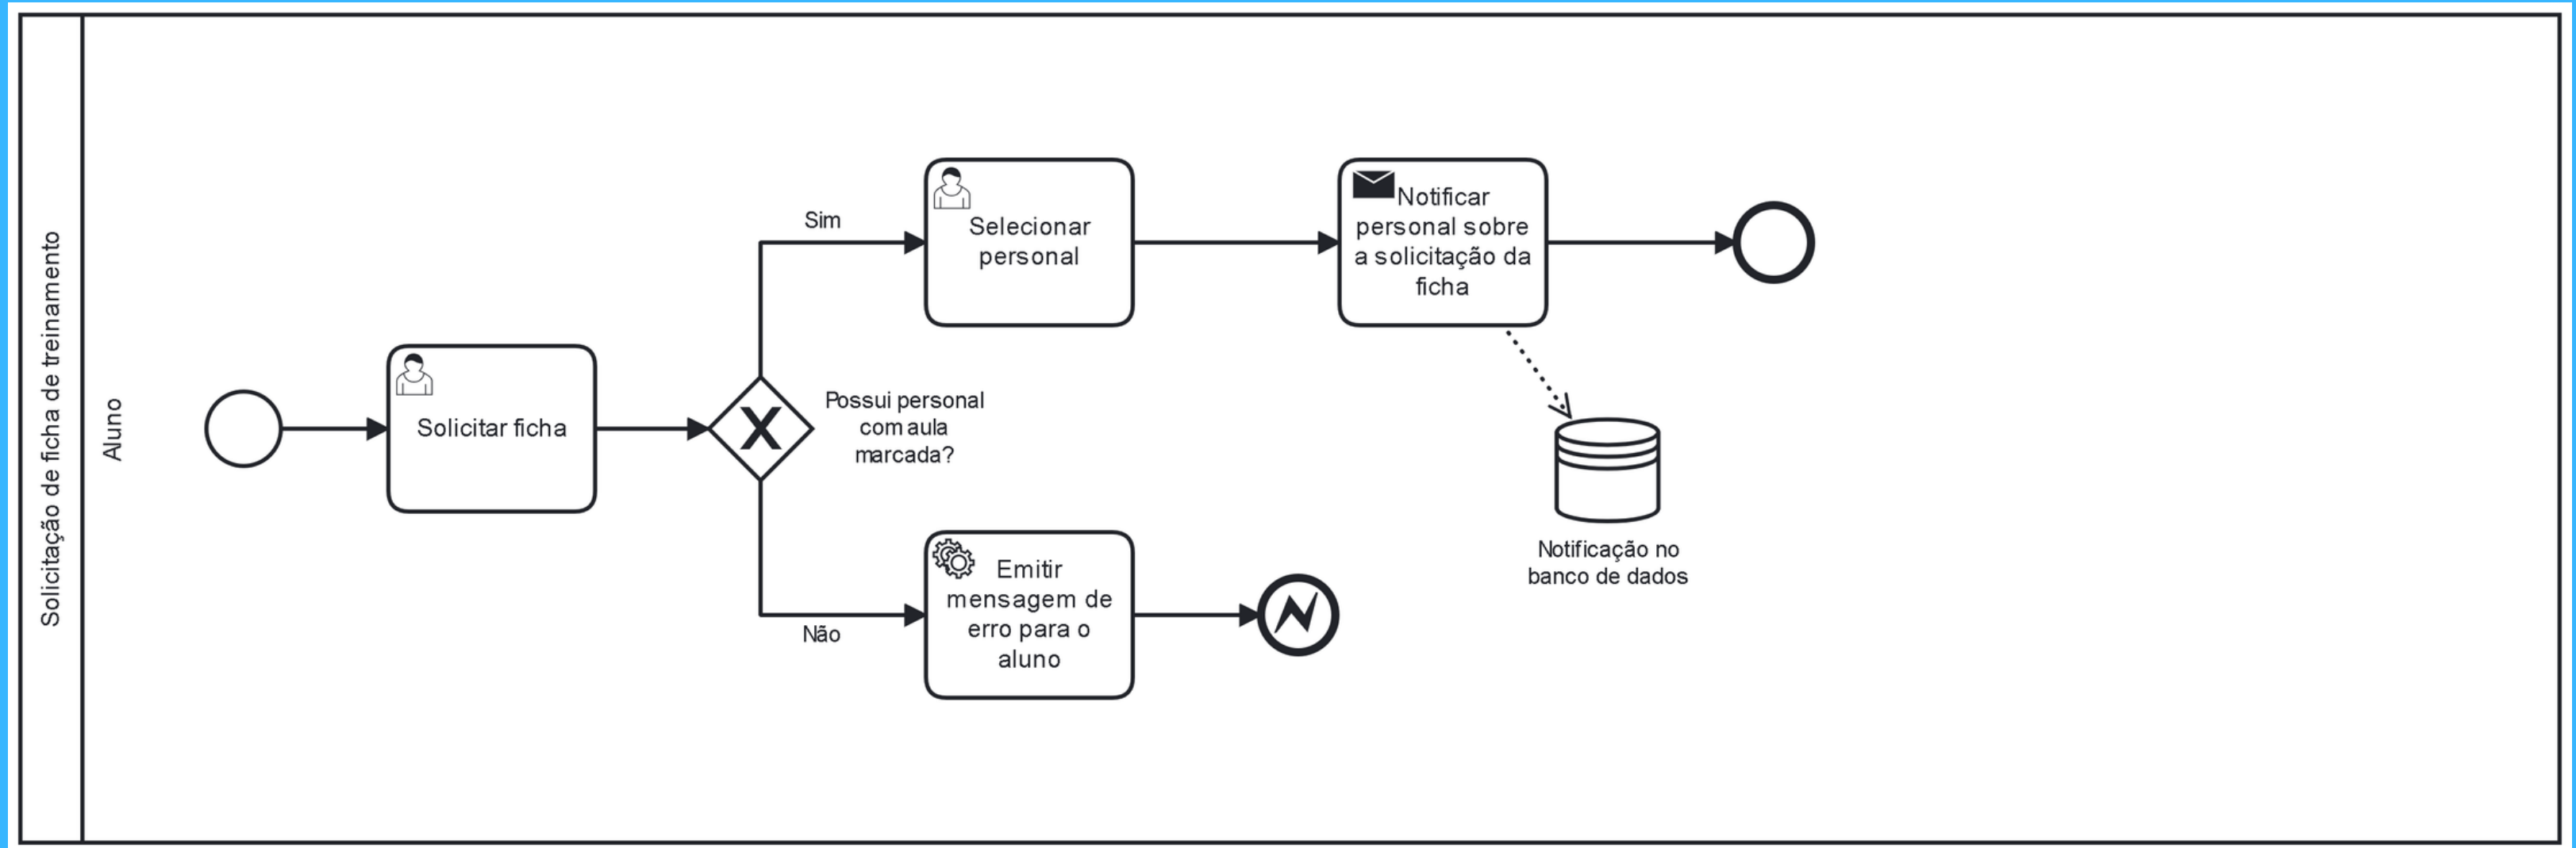 Solicitação de ficha de treinamento
Aluno
Solicitar ficha
Possui personal
com aula
marcada?
Sim
Selecionar
personal
Notificar
personal sobre
a solicitação da
ficha
Notificação no
banco de dados
Não
Emitir
mensagem de
erro para o
aluno